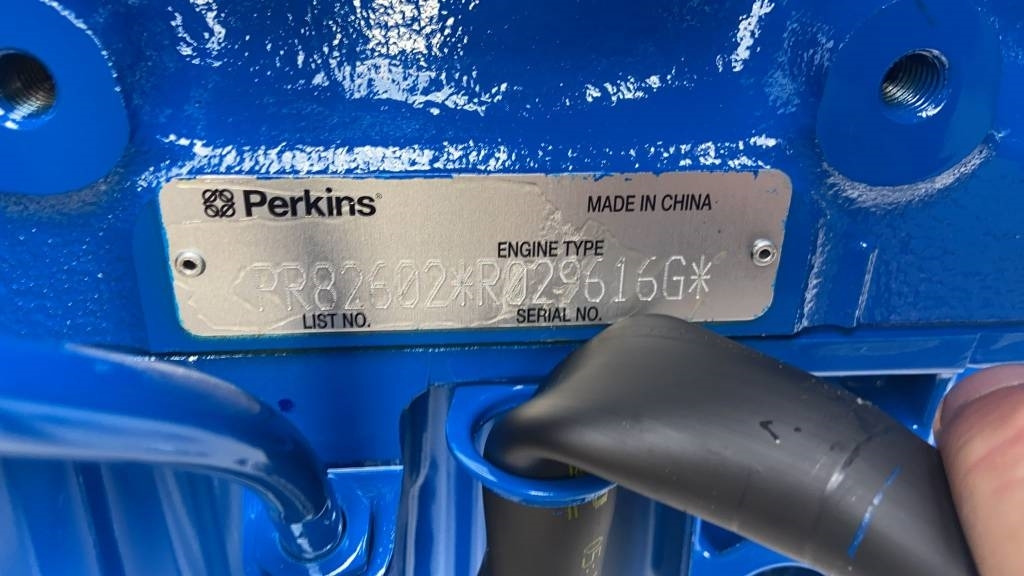 Perkins® MADE IN CHINA
ENGINE TYPE
PR82602*R029616G*
LIST NO. SERIAL NO.